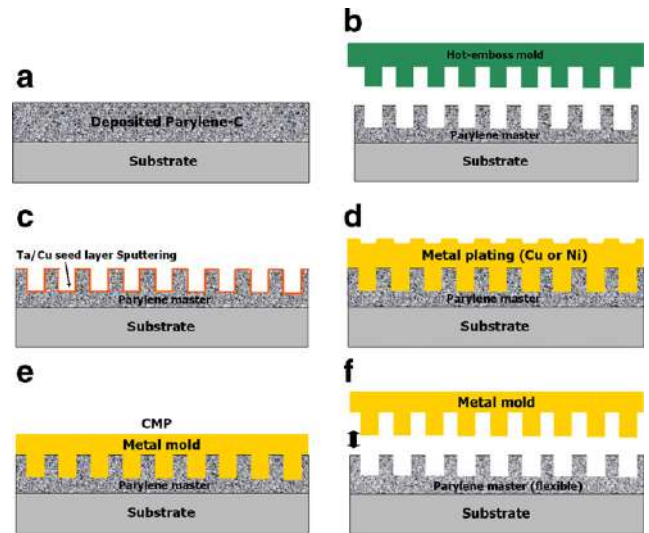 a
Deposited Parylene-C
Substrate
b
Hot-emboss mold
Parylene master
Substrate
c
Ta/Cu seed layer Sputtering
Parylene master
Substrate
d
Metal plating (Cu or Ni)
Parylene master
Substrate
e
CMP
Metal mold
Parylene master
Substrate
f
Metal mold
Parylene master (flexible)
Substrate